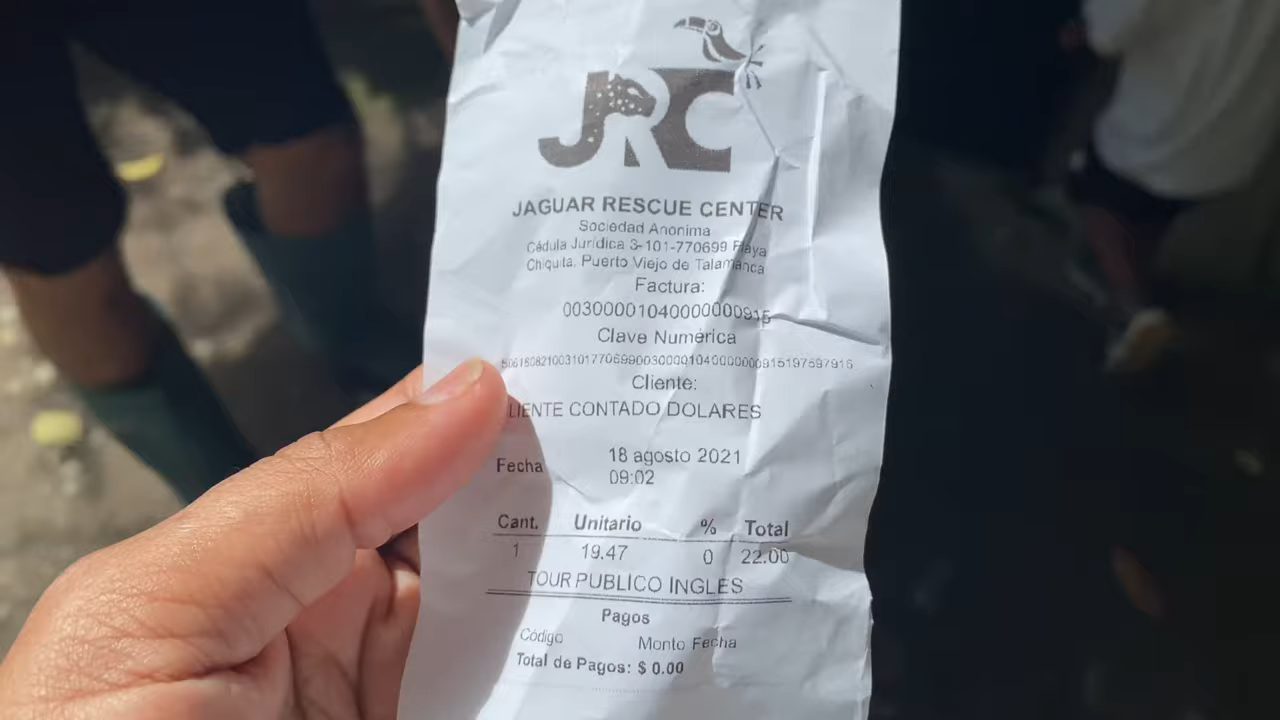 JRC
JAGUAR RESCUE CENTER
Sociedad Anonima
Cédula Jurídica 3-101-770699 Playa
Chiquita. Puerto Viejo de Talamanca
Factura:
00300001040000000915
Clave Numérica
Cliente:
LIENTE CONTADO DOLARES
Fecha
18 agosto 2021
09:02
Cant. Unitario % Total
1 19.47 0 22.00
TOUR PUBLICO INGLES
Pagos
Código Monto Fecha
Total de Pagos: $ 0.00